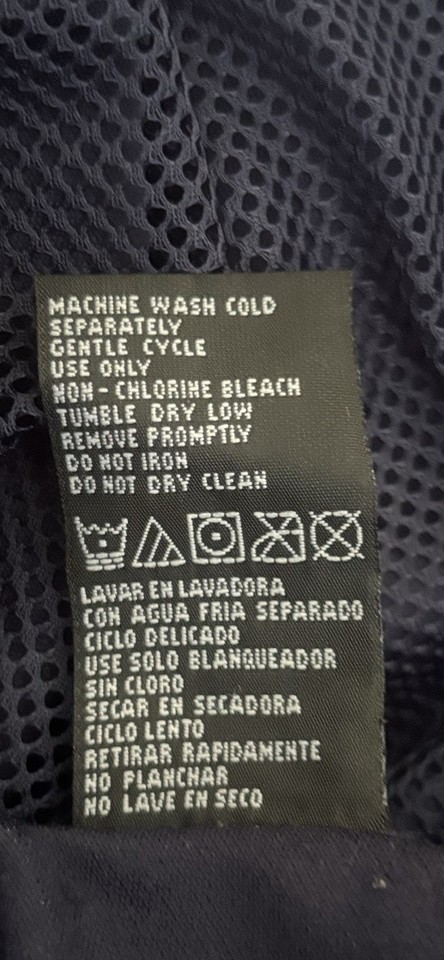 MACHINE WASH COLD
SEPARATELY
GENTLE CYCLE
USE ONLY
NON-CHLORINE BLEACH
TUMBLE DRY LOW
REMOVE PROMPTLY
DO NOT IRON
DO NOT DRY CLEAN
LAVAR EN LAVADORA
CON AGUA FRIA SEPARADO
CICLO DELICADO
USE SOLO BLANQUEADOR
SIN CLORO
SECAR EN SECADORA
CICLO LENTO
RETIRAR RAPIDAMENTE
NO PLANCHAR
NO LAVE EN SECO